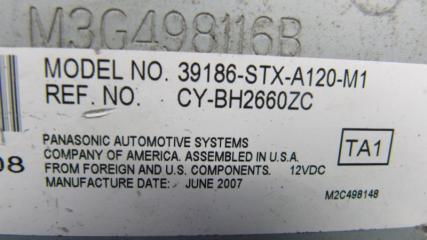 M3G498116B
MODEL NO. 39186-STX-A120-M1
REF. NO. CY-BH2660ZC
PANASONIC AUTOMOTIVE SYSTEMS
COMPANY OF AMERICA. ASSEMBLED IN U.S.A.
FROM FOREIGN AND U.S. COMPONENTS. 12VDC
MANUFACTURE DATE: JUNE 2007
TA1
08
M2C498148